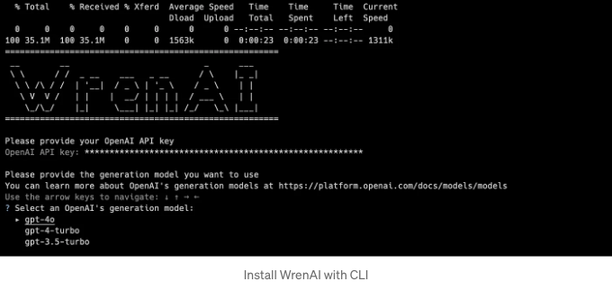 % Total % Received % Xferd Average Speed Time Time Time Current
Dload Upload Total Spent Left Speed
0 0 0 0 0 0 0 0 --:--:-- --:--:-- --:--:-- 0
100 35.1M 100 35.1M 0 0 1563k 0 0:00:23 0:00:23 --:--:-- 1311k
WrenAI
Please provide your OpenAI API key
OpenAI API key: **********************************************************
Please provide the generation model you want to use
You can learn more about OpenAI's generation models at https://platform.openai.com/docs/models/models
Use the arrow keys to navigate: ↓ ↑ → ←
? Select an OpenAI's generation model:
▸ gpt-4o
gpt-4-turbo
gpt-3.5-turbo
Install WrenAI with CLI